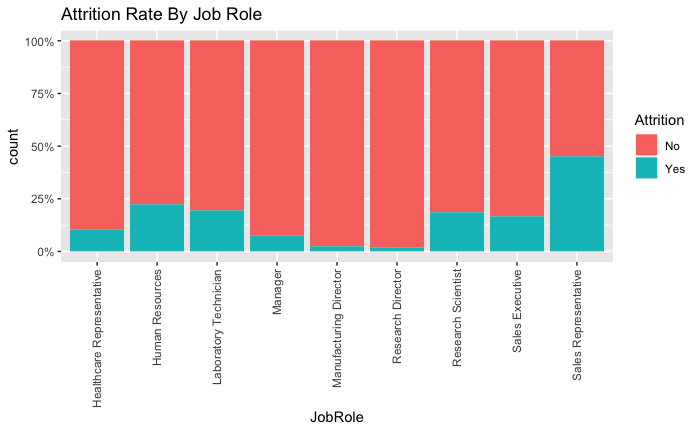 Attrition Rate By Job Role
count
100%
75%
50%
25%
0%
Healthcare Representative
Human Resources
Laboratory Technician
Manager
Manufacturing Director
Research Director
Research Scientist
Sales Executive
Sales Representative
JobRole
Attrition
No
Yes